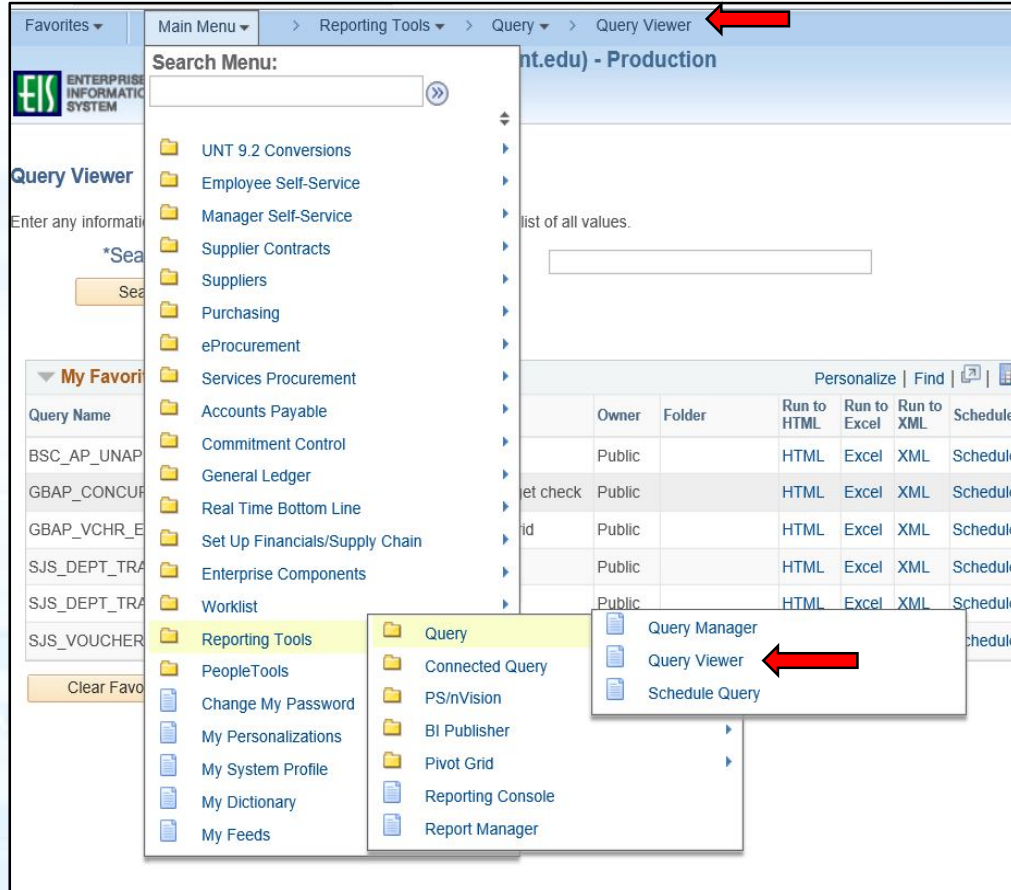 Favorites Main Menu > Reporting Tools > Query > Query Viewer
nt.edu) - Production
EIS ENTERPRISE
SYSTEM
Search Menu:
UNT 9.2 Conversions
Employee Self-Service
Manager Self-Service
Supplier Contracts
Suppliers
Purchasing
eProcurement
Services Procurement
Accounts Payable
Commitment Control
General Ledger
Real Time Bottom Line
Set Up Financials/Supply Chain
Enterprise Components
Worklist
Reporting Tools
PeopleTools
Change My Password
My Personalizations
My System Profile
My Dictionary
My Feeds
Query
Connected Query
PS/nVision
BI Publisher
Pivot Grid
Reporting Console
Report Manager
Query Manager
Query Viewer
Schedule Query
Query Viewer
Enter any list of all values.
*Sea
Sea
My Favori Personalize | Find |
Query Name Owner Folder Run to HTML Run to Excel Run to XML Schedule
BSC_AP_UNAP Public HTML Excel XML Schedule
GBAP_CONCUR get check Public HTML Excel XML Schedule
GBAP_VCHR_E rid Public HTML Excel XML Schedule
SJS_DEPT_TRA Public HTML Excel XML Schedule
SJS_DEPT_TRA Public HTML Excel XML Schedule
SJS_VOUCHER chedule
Clear Favo